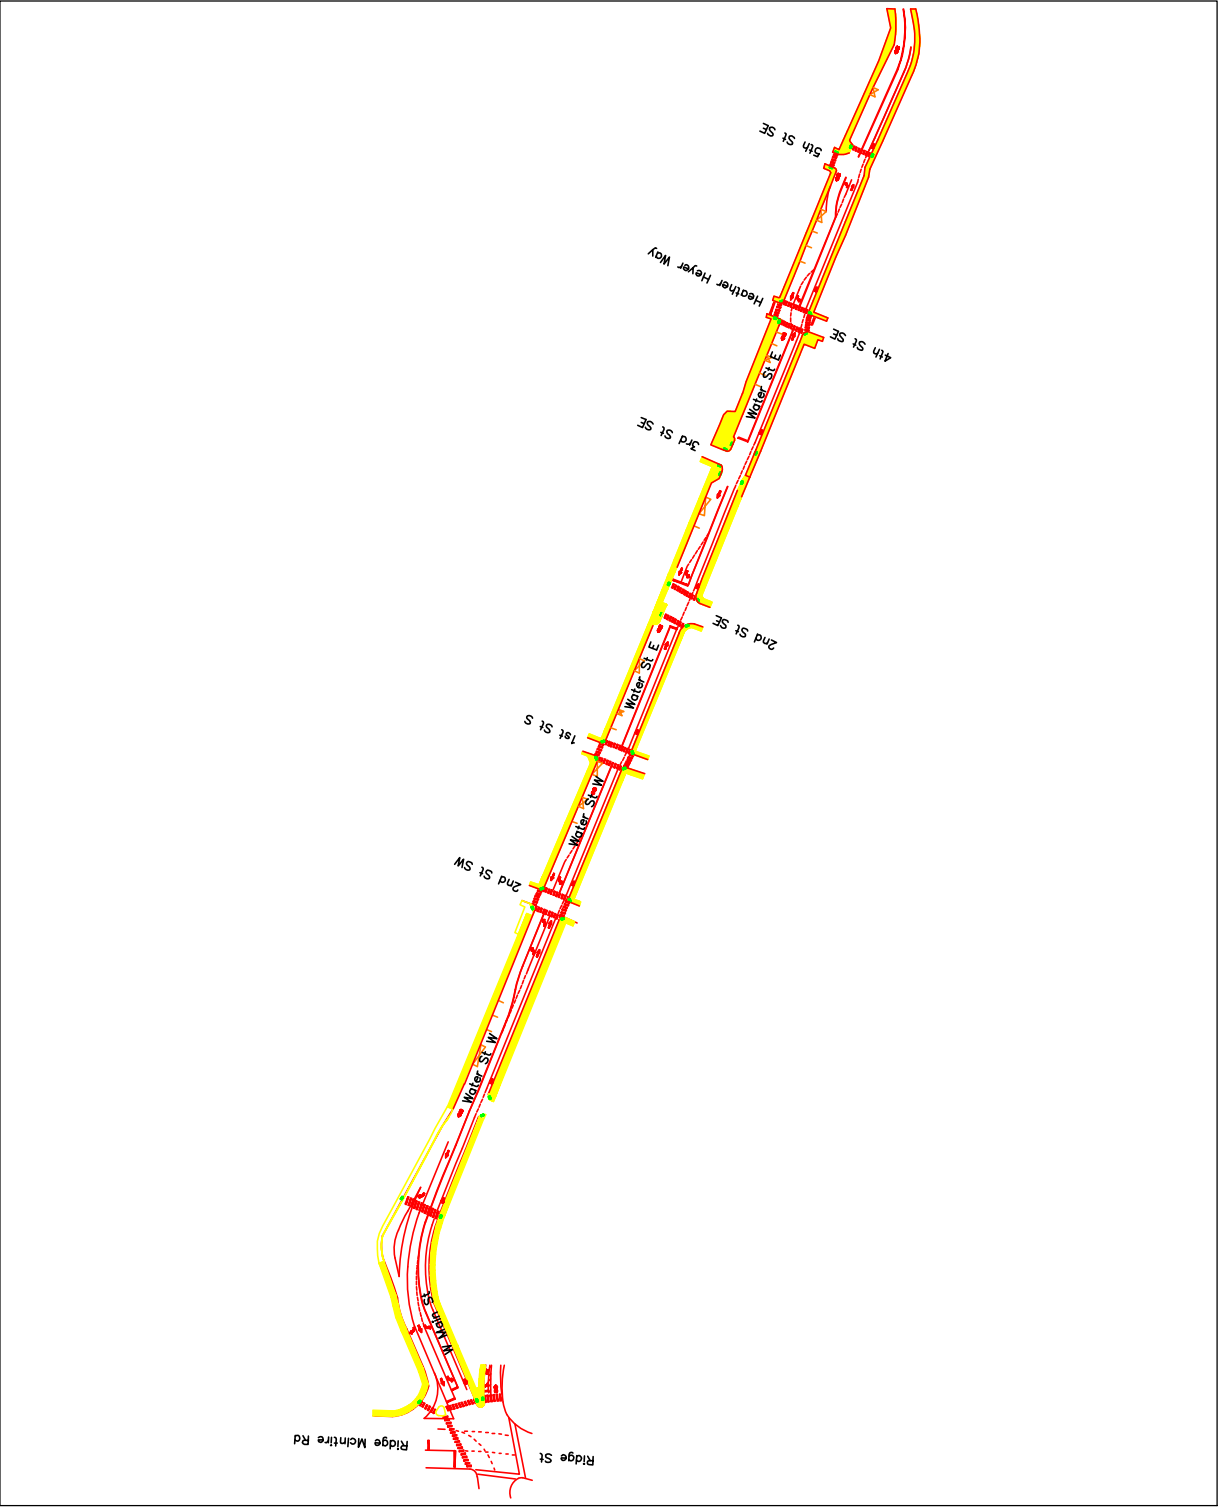 5th St SE
Heather Heyer Way
4th St SE
Water St E
3rd St SE
2nd St SE
Water St E
1st St S
Water St W
2nd St SW
Water St W
W Main St
Ridge McIntire Rd
Ridge St